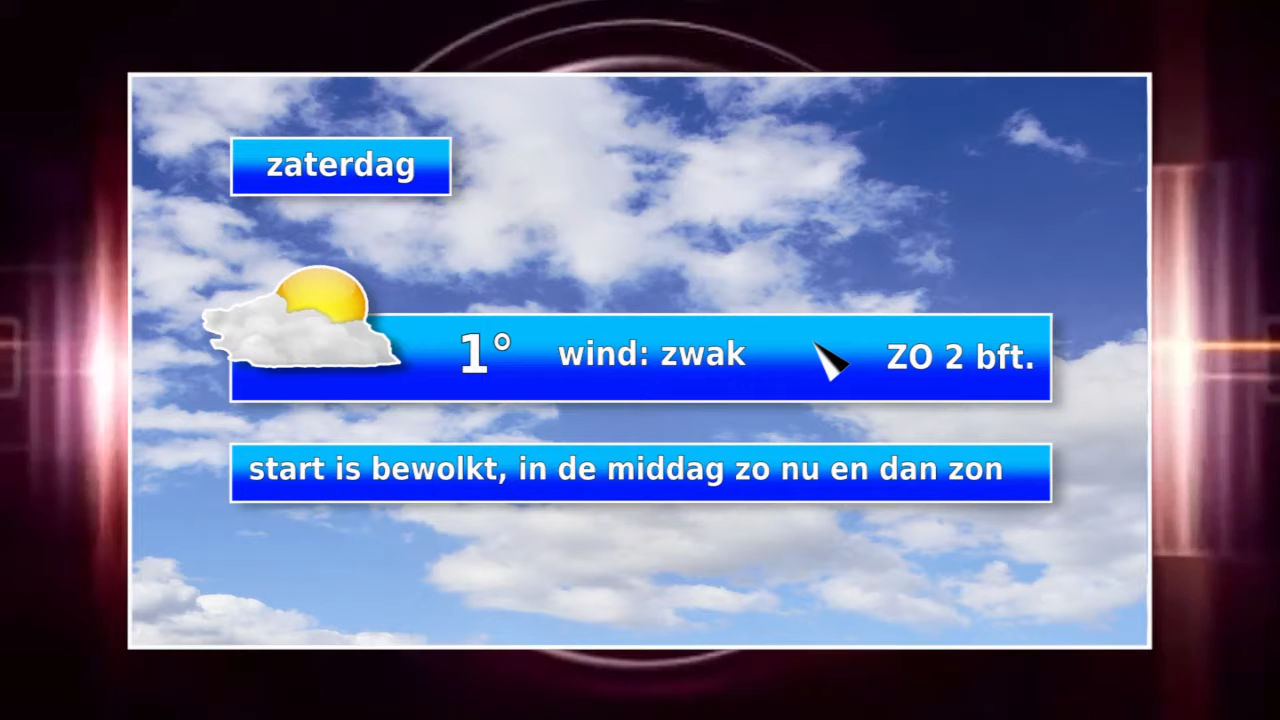 zaterdag
1° wind: zwak ZO 2 bft.
start is bewolkt, in de middag zo nu en dan zon